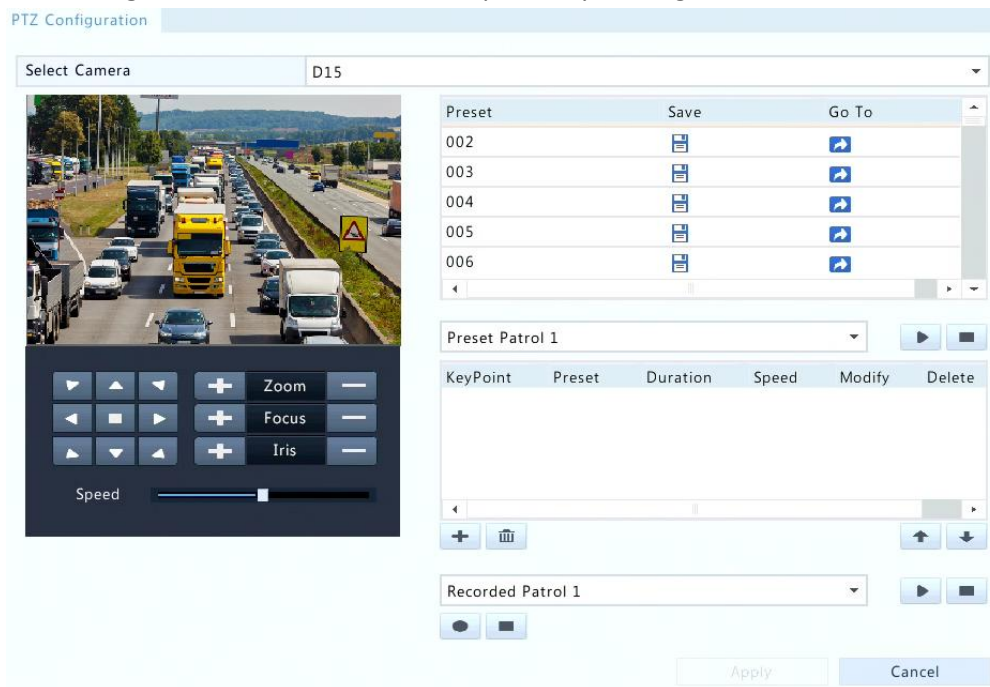 PTZ Configuration
Select Camera D15
Preset Save Go To
002
003
004
005
006
Preset Patrol 1
KeyPoint Preset Duration Speed Modify Delete
Zoom
Focus
Iris
Speed
Recorded Patrol 1
Apply Cancel